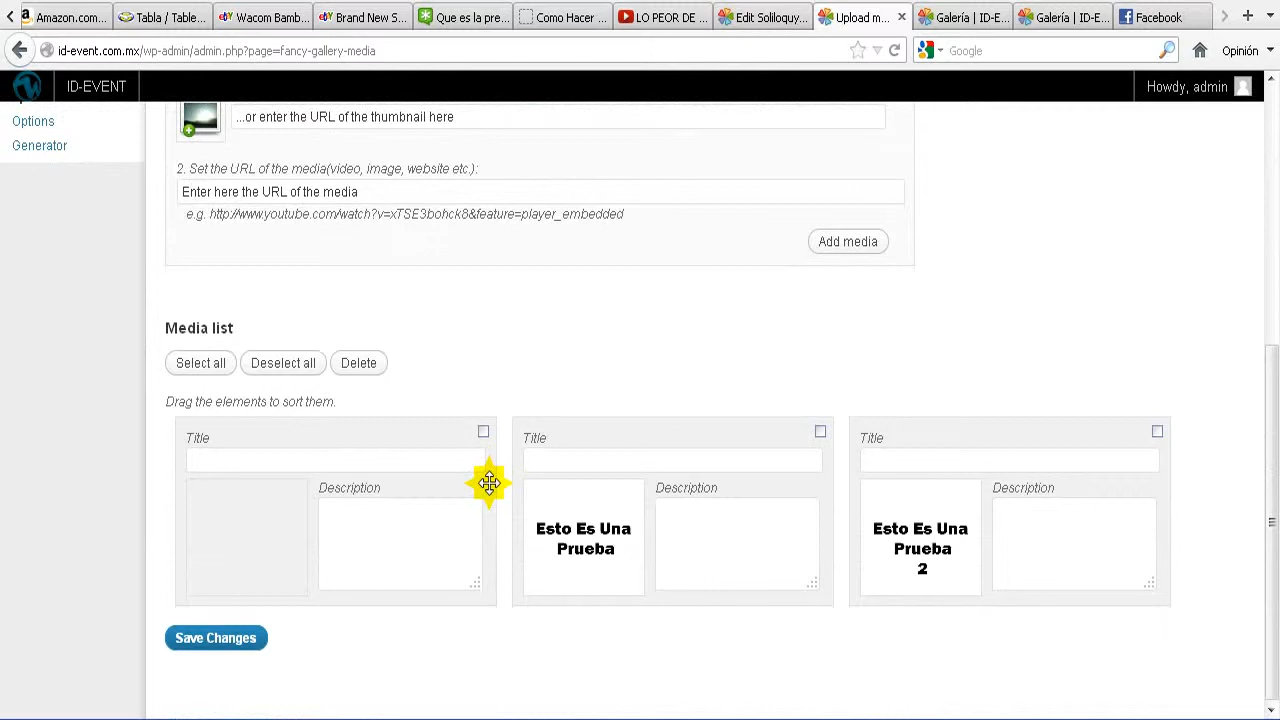 Amazon.com...
Table / Table...
Wacom Bamb...
Brand New S...
Que es la pre...
Como Hacer ...
LO PEOR DE
Edit Soliloquy...
Upload m...
Galería | ID-E...
Galería | ID-E...
Facebook
id-event.com.mx/wp-admin/admin.php?page=fancy-gallery-media
Google
Opinión
ID-EVENT
Howdy, admin
Options
Generator
...or enter the URL of the thumbnail here
2. Set the URL of the media(video, image, website etc.):
Enter here the URL of the media
e.g. http://www.youtube.com/watch?v=xTSE3bohck8&feature=player_embedded
Add media
Media list
Select all
Deselect all
Delete
Drag the elements to sort them.
Title
Description
Title
Esto Es Una
Prueba
Description
Title
Esto Es Una
Prueba
2
Description
Save Changes